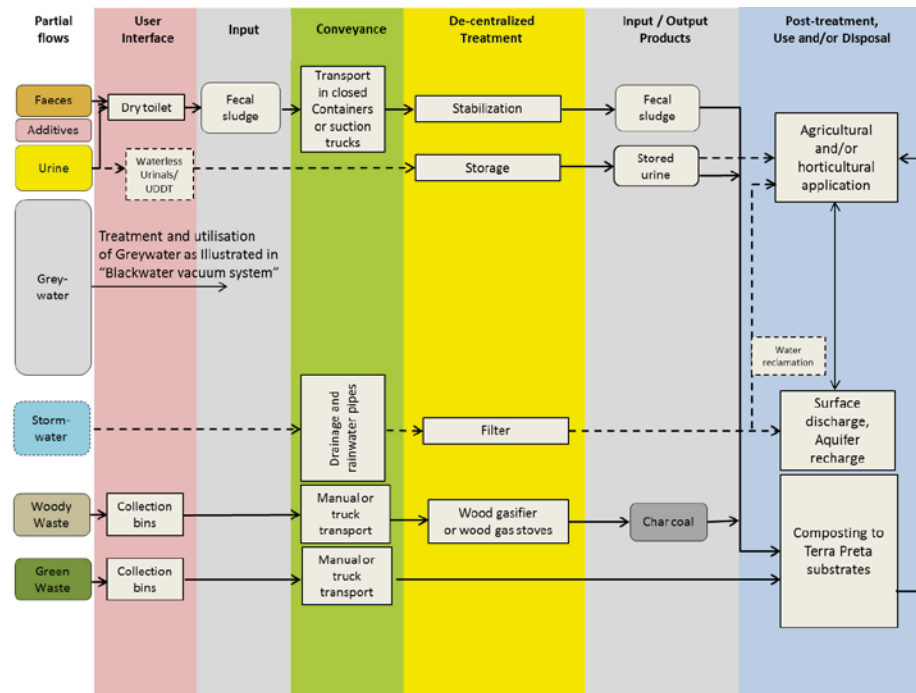 Partial
flows
User
Interface
Input
Conveyance
De-centralized
Treatment
Input / Output
Products
Post-treatment,
Use and/or Disposal
Faeces
Additives
Urine
Dry toilet
Fecal
sludge
Transport
in closed
Containers
or suction
trucks
Stabilization
Fecal
sludge
Agricultural
and/or
horticultural
application
Waterless
Urinals/
UDDT
Storage
Stored
urine
Grey-
water
Treatment and utilisation
of Greywater as Illustrated in
“Blackwater vacuum system”
Water
reclamation
Storm-
water
Drainage and
rainwater pipes
Filter
Surface
discharge,
Aquifer
recharge
Woody
Waste
Collection
bins
Manual or
truck
transport
Wood gasifier
or wood gas stoves
Charcoal
Composting to
Terra Preta
substrates
Green
Waste
Collection
bins
Manual or
truck
transport